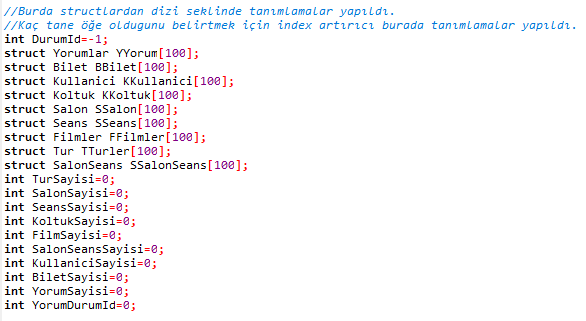 //Burda structlardan dizi seklinde tanımlamalar yapıldı.
//Kaç tane öğe oldugunu belirtmek için index artırıcı burada tanımlamalar yapıldı.
int DurumId=-1;
struct Yorumlar YYorum[100];
struct Bilet BBilet[100];
struct Kullanici KKullanici[100];
struct Koltuk KKoltuk[100];
struct Salon SSalon[100];
struct Seans SSeans[100];
struct Filmler FFilmler[100];
struct Tur TTurler[100];
struct SalonSeans SSalonSeans[100];
int TurSayisi=0;
int SalonSayisi=0;
int SeansSayisi=0;
int KoltukSayisi=0;
int FilmSayisi=0;
int SalonSeansSayisi=0;
int KullaniciSayisi=0;
int BiletSayisi=0;
int YorumSayisi=0;
int YorumDurumId=0;